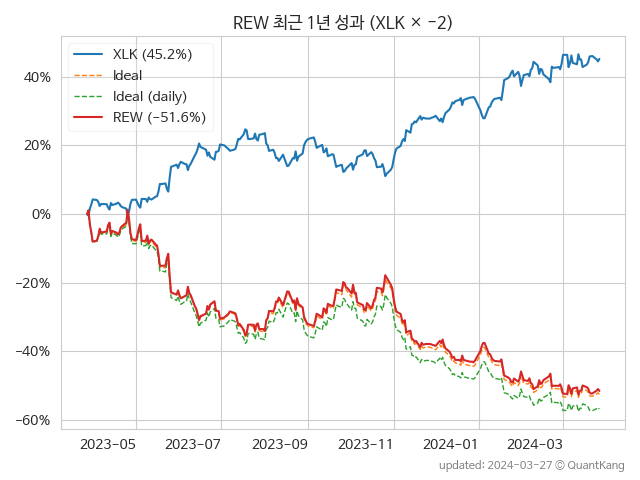 REW 최근 1년 성과 (XLK × −2)
XLK (45.2%)
Ideal
Ideal (daily)
REW (−51.6%)
40%
20%
0%
−20%
−40%
−60%
2023-05 2023-07 2023-09 2023-11 2024-01 2024-03
updated: 2024-03-27 © QuantKang